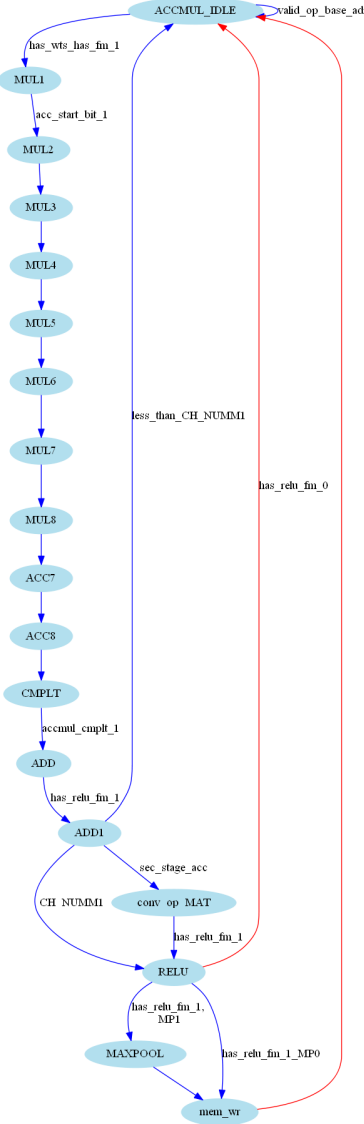 ACCMUL_IDLE
valid_op_base_ad
has_wts_has_fm_1
MUL1
acc_start_bit_1
MUL2
MUL3
MUL4
MUL5
MUL6
less_than_CH_NUMM1
MUL7
has_relu_fm_0
MUL8
ACC7
ACC8
CMPLT
accmul_cmplt_1
ADD
has_relu_fm_1
ADD1
sec_stage_acc
CH_NUMM1
conv_op_MAT
has_relu_fm_1
RELU
has_relu_fm_1,
MP1
MAXPOOL
has_relu_fm_1_MP0
mem_wr